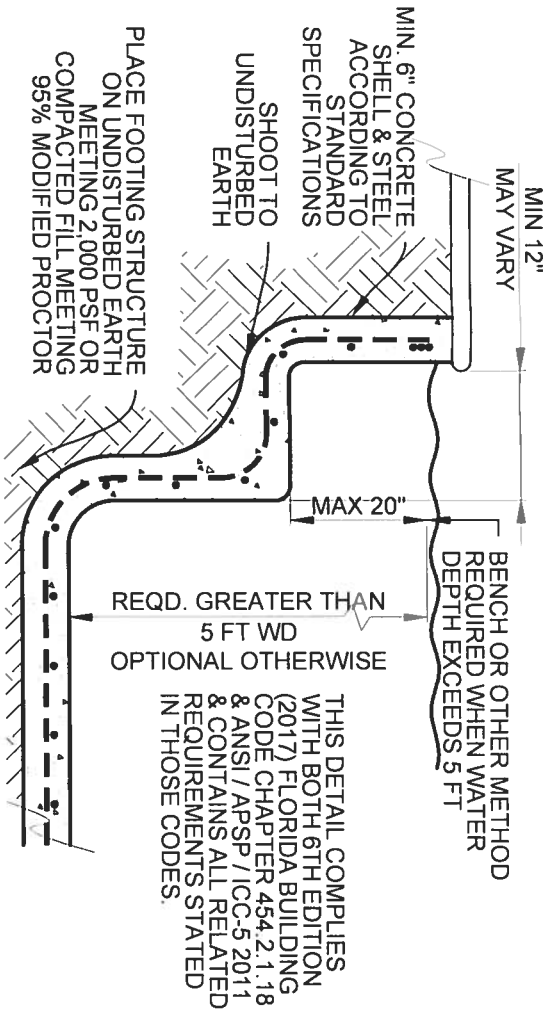 MIN. 6" CONCRETE
SHELL & STEEL
ACCORDING TO
STANDARD
SPECIFICATIONS
SHOOT TO
UNDISTURBED
EARTH
PLACE FOOTING STRUCTURE
ON UNDISTURBED EARTH
MEETING 2,000 PSF OR
COMPACTED FILL MEETING
95% MODIFIED PROCTOR
MIN 12"
MAY VARY
MAX 20"
REQD. GREATER THAN
5 FT WD
OPTIONAL OTHERWISE
BENCH OR OTHER METHOD
REQUIRED WHEN WATER
DEPTH EXCEEDS 5 FT
THIS DETAIL COMPLIES
WITH BOTH 6TH EDITION
(2017) FLORIDA BUILDING
CODE CHAPTER 454.2.1.18
& ANSI / APSP / ICC-5 2011
& CONTAINS ALL RELATED
REQUIREMENTS STATED
IN THOSE CODES.